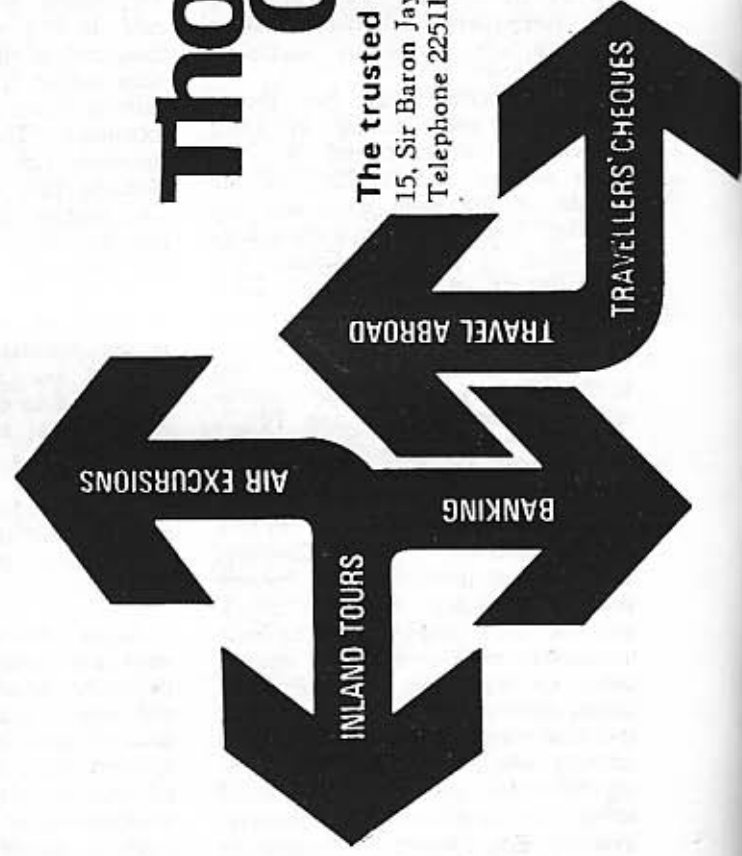 Tho
The trusted
15, Sir Baron Jay
Telephone 22511
AIR EXCURSIONS
INLAND TOURS
BANKING
TRAVEL ABROAD
TRAVELLERS' CHEQUES